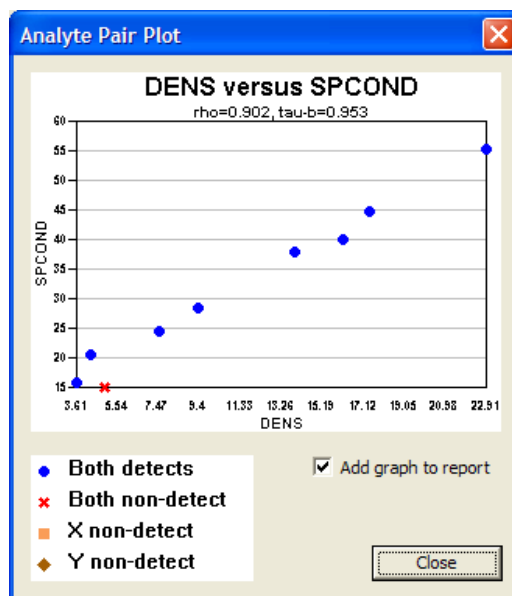 Analyte Pair Plot
DENS versus SPCOND
rho=0.902, tau-b=0.953
60
55
50
45
40
35
30
25
20
15
SPCOND
3.61 5.54 7.47 9.4 11.33 13.26 15.19 17.12 19.05 20.98 22.91
DENS
Both detects
Both non-detect
X non-detect
Y non-detect
Add graph to report
Close